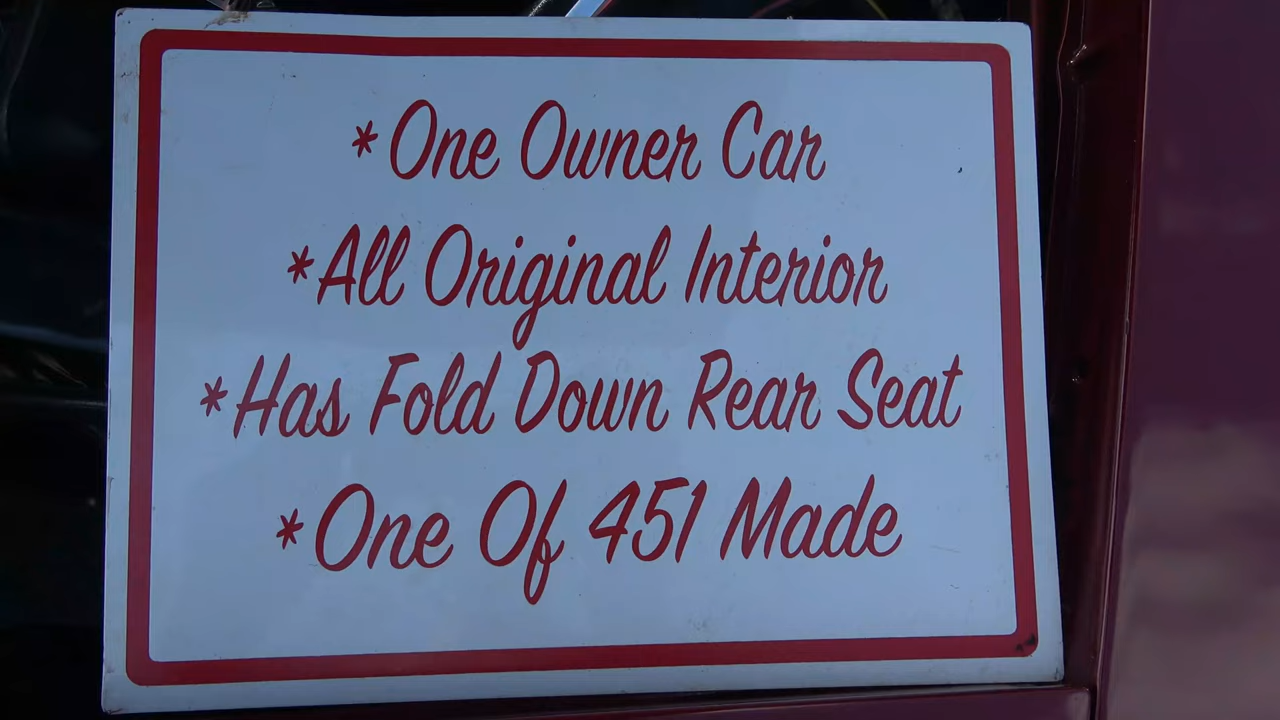 *One Owner Car
*All Original Interior
*Has Fold Down Rear Seat
*One Of 451 Made